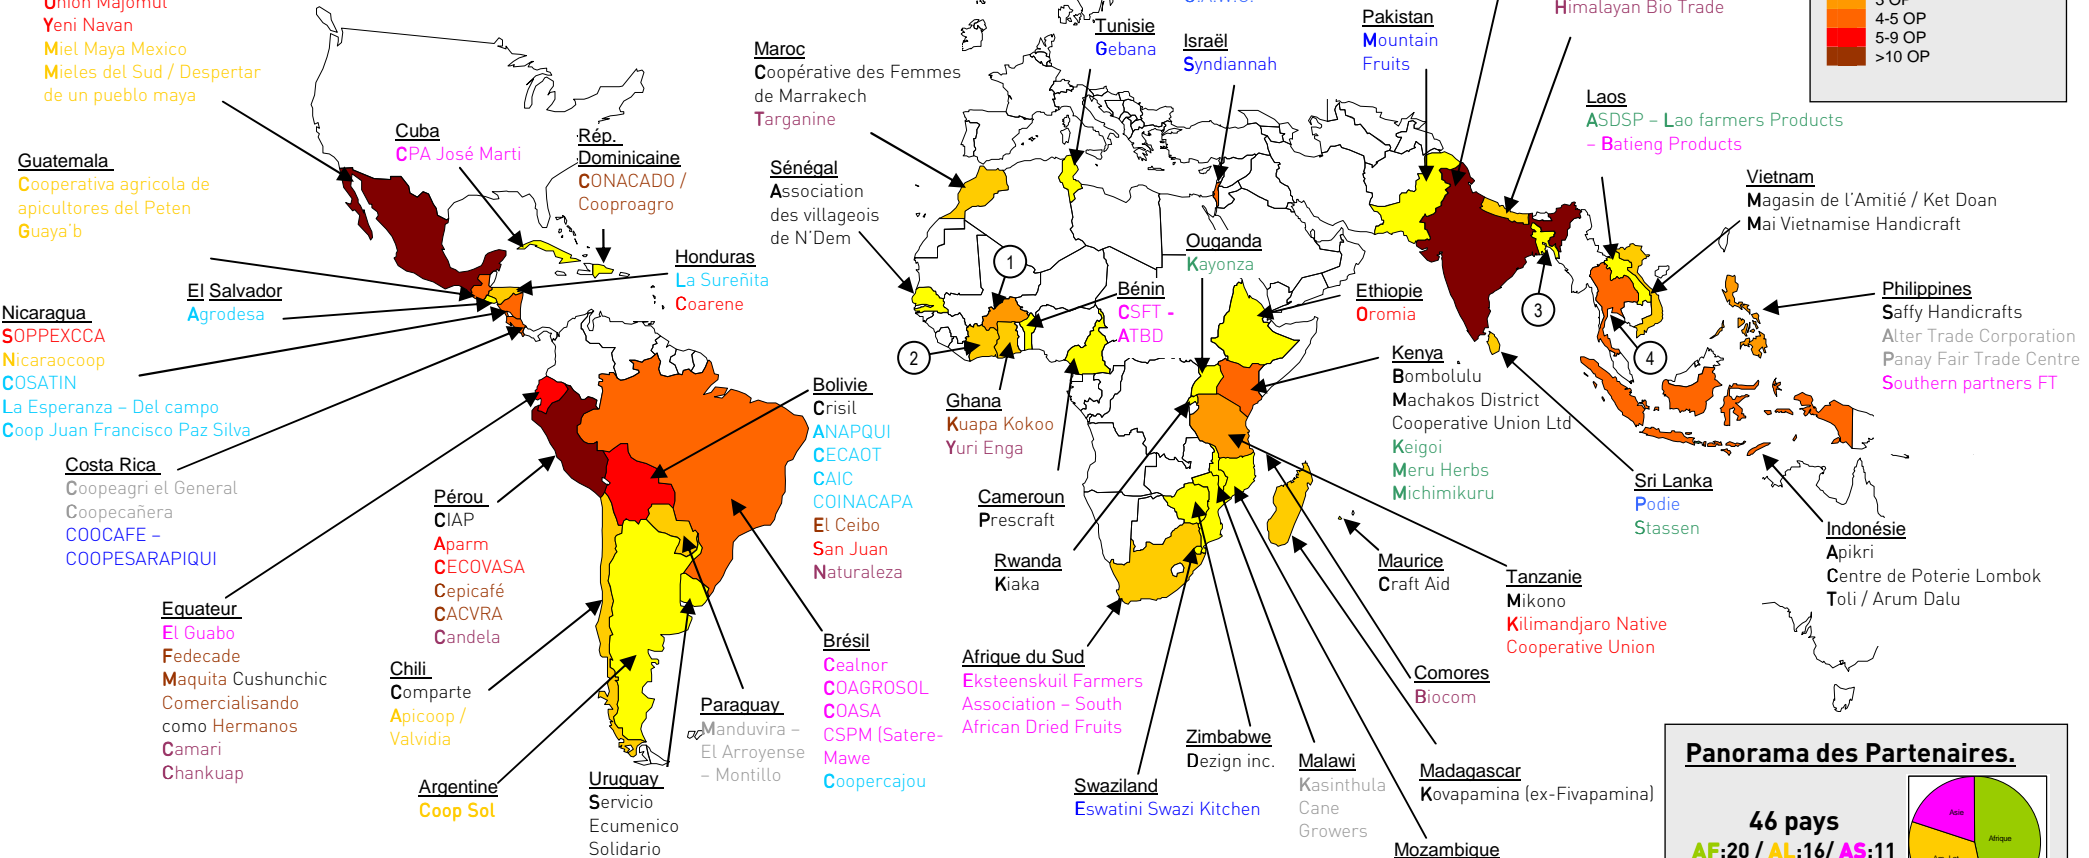 Union Majomut
Yeni Navan
Miel Maya Mexico
Mieles del Sud / Despertar
de un pueblo maya
Guatemala
Cooperativa agricola de
apicultores del Peten
Guaya'b
El Salvador
Agrodesa
Nicaragua
SOPPEXCCA
Nicaraocoop
COSATIN
La Esperanza – Del campo
Coop Juan Francisco Paz Silva
Costa Rica
Coopeagri el General
Coopecañera
COOCAFE –
COOPESARAPIQUI
Equateur
El Guabo
Fedecade
Maquita Cushunchic
Comercialisando
como Hermanos
Camari
Chankuap
Cuba
CPA José Marti
Rép.
Dominicaine
CONACADO /
Cooproagro
Honduras
La Sureñita
Coarene
Pérou
CIAP
Aparm
CECOVASA
Cepicafé
CACVRA
Candela
Chili
Comparte
Apicoop /
Valvidia
Argentine
Coop Sol
Uruguay
Servicio
Ecumenico
Solidario
Paraguay
Manduvira –
El Arroyense
– Montillo
Bolivie
Crisil
ANAPQUI
CECAOT
CAIC
COINACAPA
El Ceibo
San Juan
Naturaleza
Brésil
Cealnor
COAGROSOL
COASA
CSPM (Satere-
Mawe
Coopercajou
Maroc
Coopérative des Femmes
de Marrakech
Targanine
Sénégal
Association
des villageois
de N'Dem
Tunisie
Gebana
Israël
Syndiannah
1
2
Bénin
CSFT -
ATBD
Ghana
Kuapa Kokoo
Yuri Enga
Cameroun
Prescraft
Rwanda
Kiaka
Afrique du Sud
Eksteenskuil Farmers
Association – South
African Dried Fruits
Swaziland
Eswatini Swazi Kitchen
Zimbabwe
Dezign inc.
Malawi
Kasinthula
Cane
Growers
Mozambique
Madagascar
Kovapamina (ex-Fivapamina)
Comores
Biocom
Maurice
Craft Aid
Tanzanie
Mikono
Kilimandjaro Native
Cooperative Union
Ouganda
Kayonza
Ethiopie
Oromia
Kenya
Bombolulu
Machakos District
Cooperative Union Ltd
Keigoi
Meru Herbs
Michimikuru
Pakistan
Mountain
Fruits
Himalayan Bio Trade
3
4
Laos
ASDSP – Lao farmers Products
– Batieng Products
Vietnam
Magasin de l'Amitié / Ket Doan
Mai Vietnamise Handicraft
Philippines
Saffy Handicrafts
Alter Trade Corporation
Panay Fair Trade Centre
Southern partners FT
Sri Lanka
Podie
Stassen
Indonésie
Apikri
Centre de Poterie Lombok
Toli / Arum Dalu
3 OP
4-5 OP
5-9 OP
>10 OP
Panorama des Partenaires.
46 pays
AF:20 / AL:16/ AS:11
Asie
Afrique